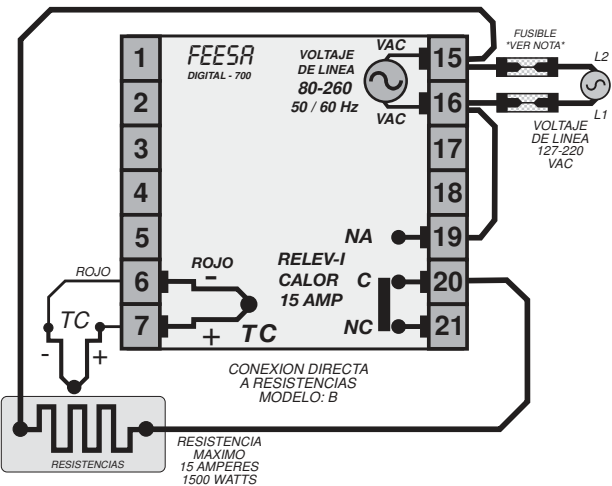 FEESA
DIGITAL - 700
VOLTAJE
DE LINEA
80-260
50 / 60 Hz
VAC
VAC
FUSIBLE
*VER NOTA*
L2
L1
VOLTAJE
DE LINEA
127-220
VAC
1
2
3
4
5
6
7
15
16
17
18
19
20
21
NA
C
NC
RELEV-I
CALOR
15 AMP
ROJO
-
+
TC
ROJO
TC
-
+
CONEXION DIRECTA
A RESISTENCIAS
MODELO: B
RESISTENCIAS
RESISTENCIA
MAXIMO
15 AMPERES
1500 WATTS